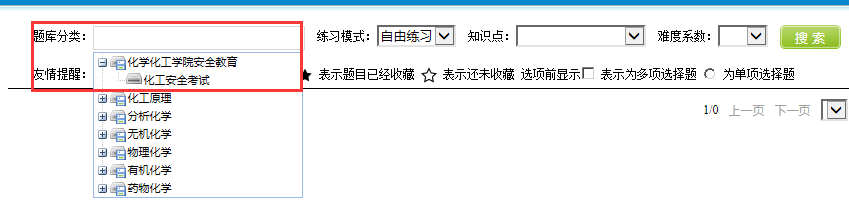 题库分类： 练习模式： 自由练习 知识点： 难度系数： 搜 索
化学化工学院安全教育
友情提醒： 化工安全考试 ★ 表示题目已经收藏 ☆ 表示还未收藏 选项前显示□ 表示为多项选择题 ○ 为单项选择题
化工原理
1/0 上一页 下一页
分析化学
无机化学
物理化学
有机化学
药物化学